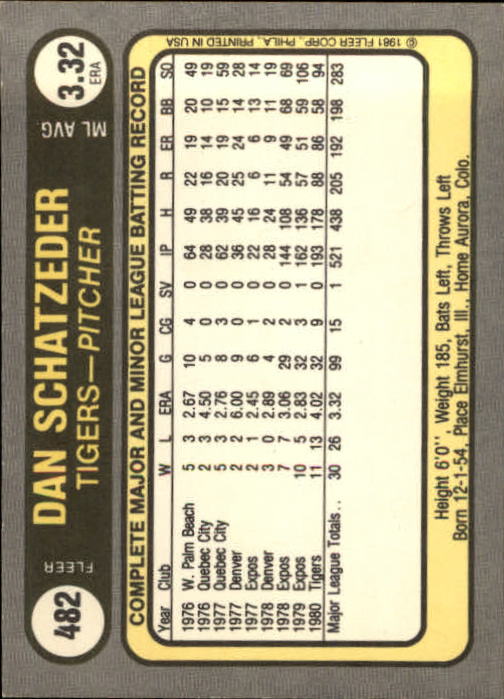 482
FLEER
DAN SCHATZEDER
TIGERS—PITCHER
ML AVG.
3.32
ERA
COMPLETE MAJOR AND MINOR LEAGUE BATTING RECORD
Year Club W L ERA G CG SV IP H R ER BB SO
1976 W. Palm Beach 5 3 2.67 10 4 0 64 49 22 19 20 49
1976 Quebec City 2 3 4.50 5 0 0 28 38 16 14 10 19
1977 Quebec City 5 3 2.76 8 3 0 62 39 20 19 15 59
1977 Denver 2 2 6.00 9 0 0 36 45 25 24 14 28
1977 Expos 2 1 2.45 6 1 0 22 16 6 6 13 14
1978 Denver 3 0 2.89 4 2 0 28 24 11 9 11 19
1978 Expos 7 7 3.06 29 2 0 144 108 54 49 68 69
1979 Expos 10 5 2.83 32 3 1 162 136 57 51 59 106
1980 Tigers 11 13 4.02 32 9 0 193 178 88 86 58 94
Major League Totals . . 30 26 3.32 99 15 1 521 438 205 192 198 283
Height 6'0'', Weight 185, Bats Left, Throws Left
Born 12-1-54, Place Elmhurst, Ill., Home Aurora, Colo.
© 1981 FLEER CORP., PHILA., PRINTED IN USA